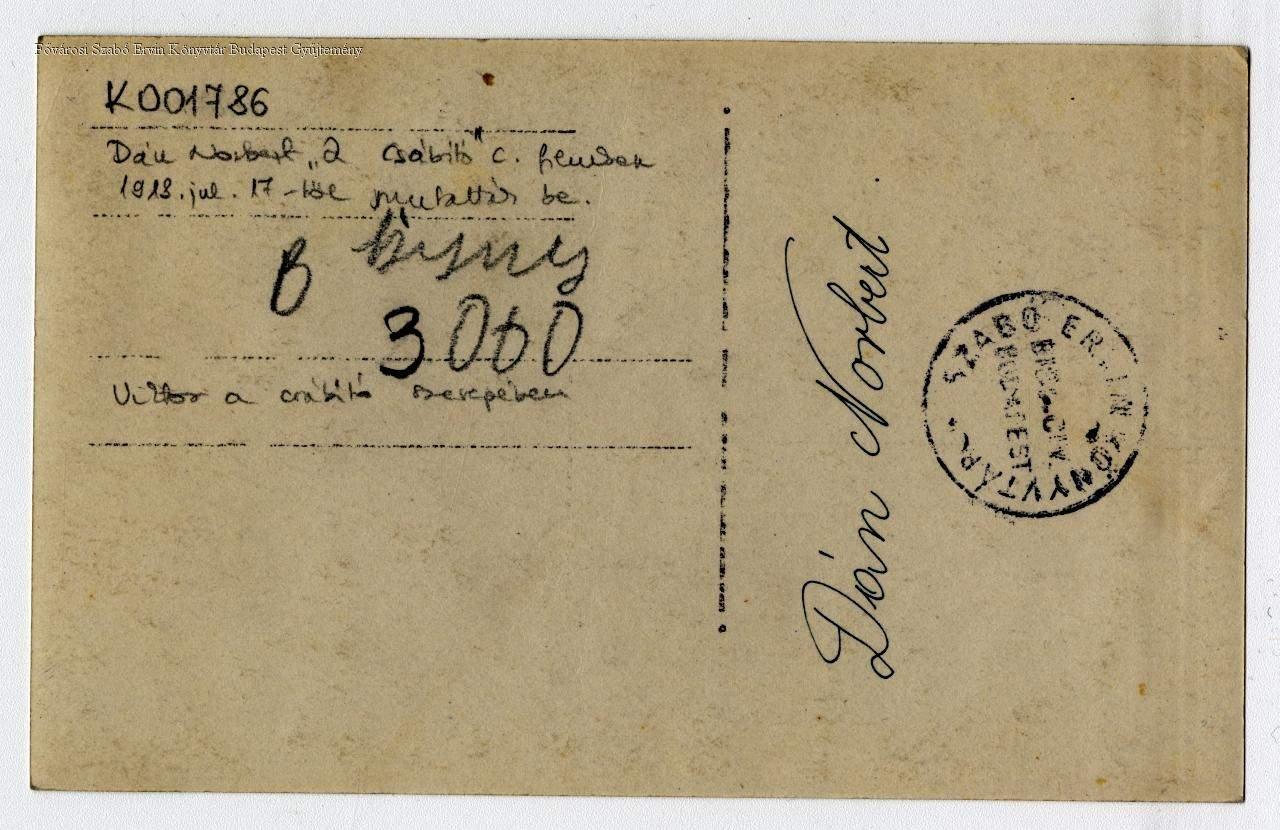 Fővárosi Szabó Ervin Könyvtár Budapest Gyűjtemény
K001786
Dán Norbert „A csábító" c. filmben
1918. jul. 17-től mutatták be.
B
3000
Viktor a csábító szerepében
Dán Norbert
SZABÓ ERVIN KÖNYVTÁR
BUDAPEST